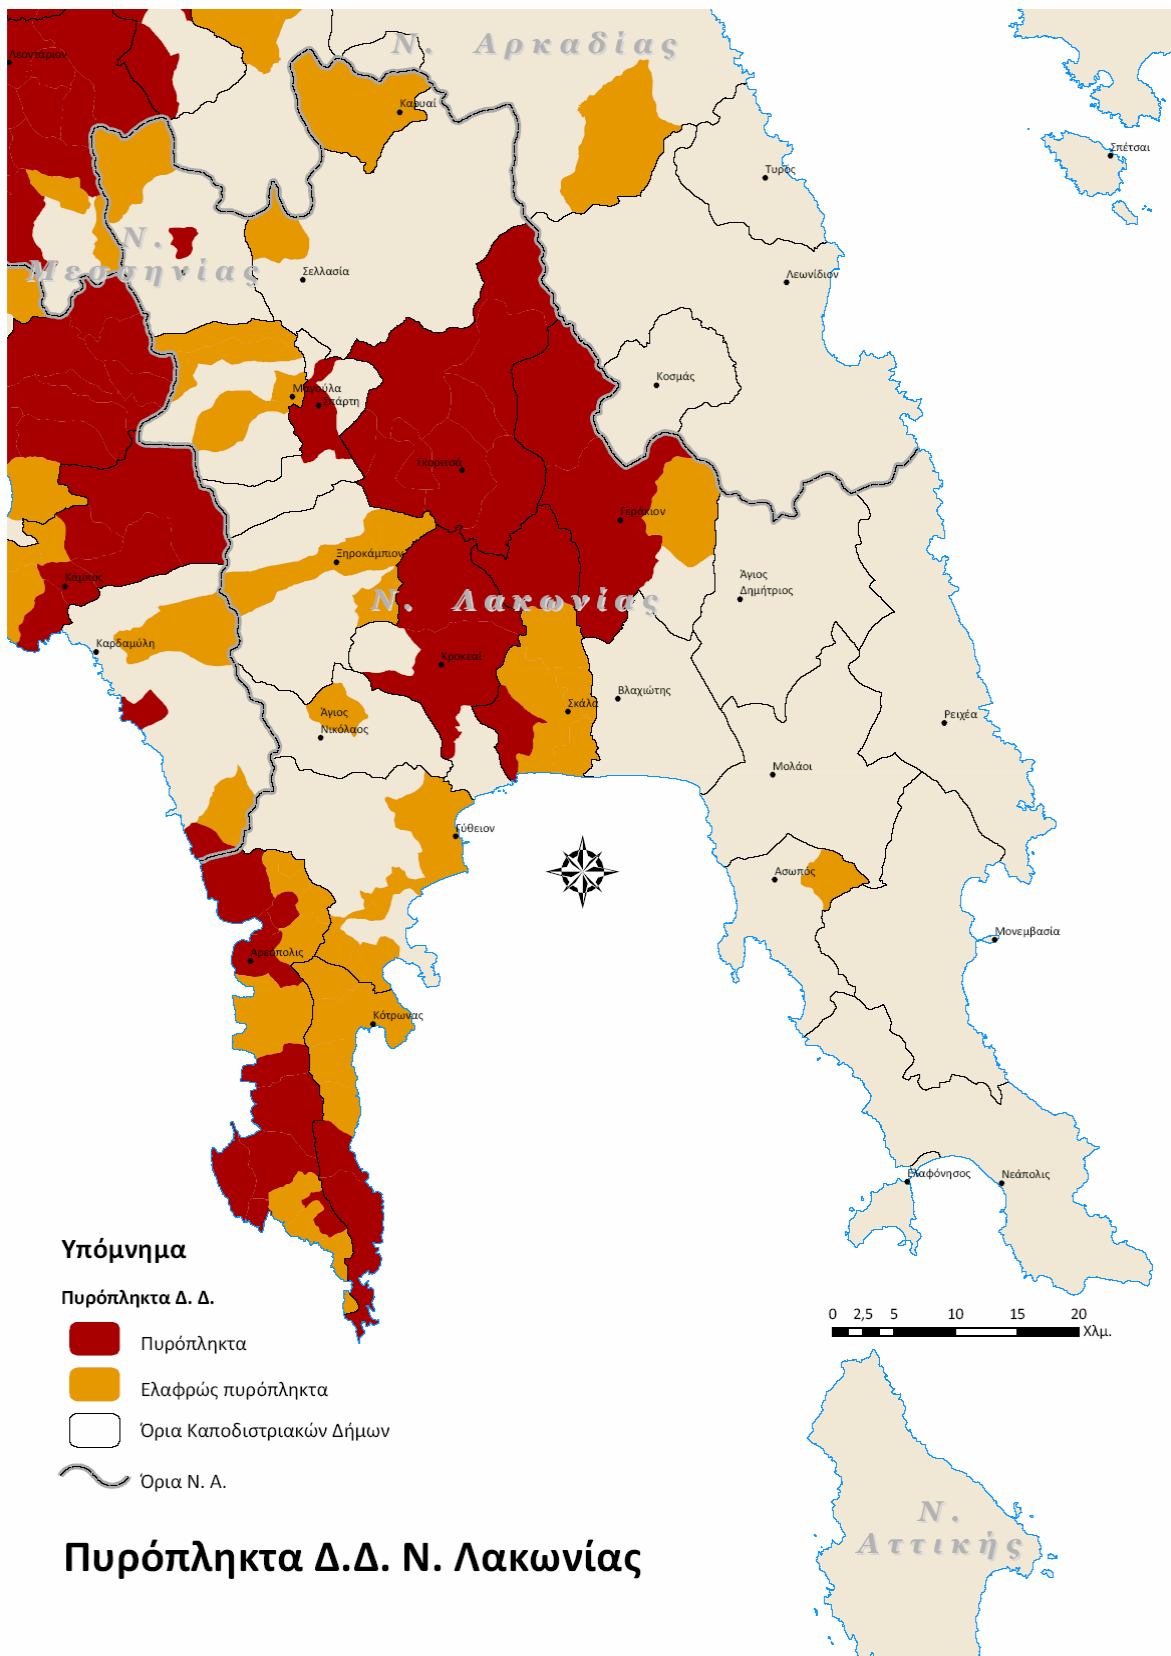 Ν. Αρκαδίας
Λεοντάριον
Καρυαί
Σπέτσαι
Τυρός
Ν.
Μεσσηνίας
Σελλασία
Λεωνίδιον
Κοσμάς
Μαγούλα
Σπάρτη
Γκοριτσά
Γεράκιον
Ξηροκάμπιον
Κάμπος
Άγιος
Δημήτριος
Ν. Λακωνίας
Καρδαμύλη
Κροκεαί
Βλαχιώτης
Σκάλα
Άγιος
Νικόλαος
Ρειχέα
Μολάοι
Γύθειον
Ασωπός
Μονεμβασία
Αρεόπολις
Κότρωνας
Ελαφόνησος
Νεάπολις
Υπόμνημα
Πυρόπληκτα Δ. Δ.
Πυρόπληκτα
Ελαφρώς πυρόπληκτα
Όρια Καποδιστριακών Δήμων
Όρια Ν. Α.
0 2,5 5 10 15 20
Χλμ.
Ν.
Αττικής
Πυρόπληκτα Δ.Δ. Ν. Λακωνίας